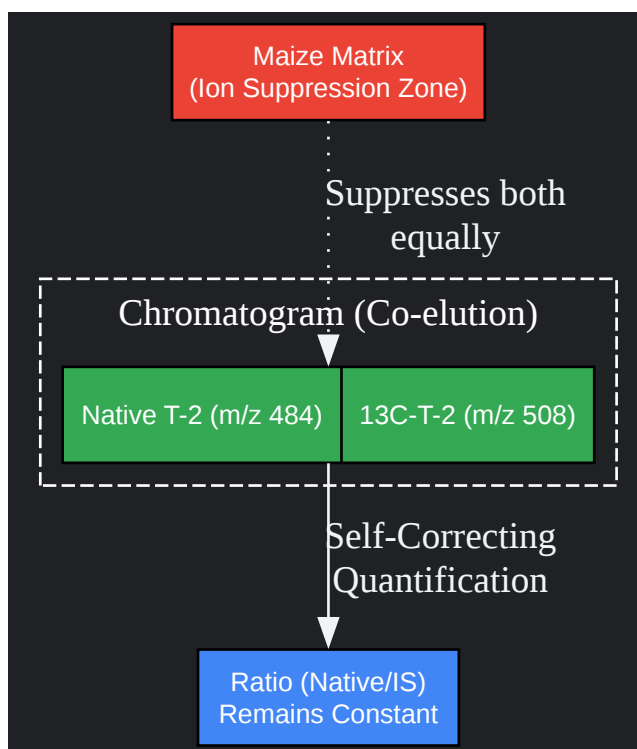 Maize Matrix
(Ion Suppression Zone)
Suppresses both
equally
Chromatogram (Co-elution)
Native T-2 (m/z 484)
13C-T-2 (m/z 508)
Self-Correcting
Quantification
Ratio (Native/IS)
Remains Constant